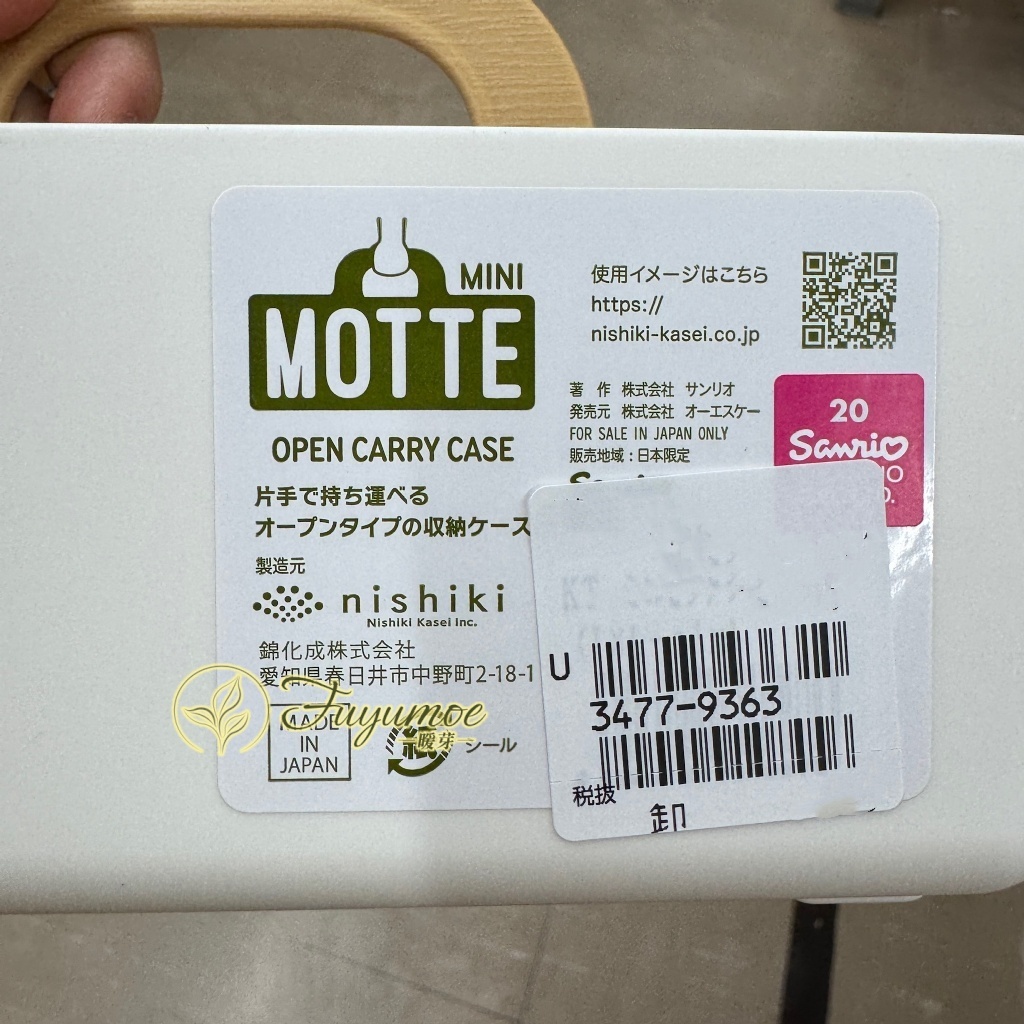 MINI
MOTTE
OPEN CARRY CASE
片手で持ち運べる
オープンタイプの収納ケース
製造元
nishiki
Nishiki Kasei Inc.
錦化成株式会社
愛知県春日井市中野町2-18-1
MADE
IN
JAPAN
紙
シール
Fuyumoe
暖芽
使用イメージはこちら
https://
nishiki-kasei.co.jp
著 作 株式会社 サンリオ
発売元 株式会社 オーエスケー
FOR SALE IN JAPAN ONLY
販売地域:日本限定
20
Sanrio
U
3477-9363
税抜
卸